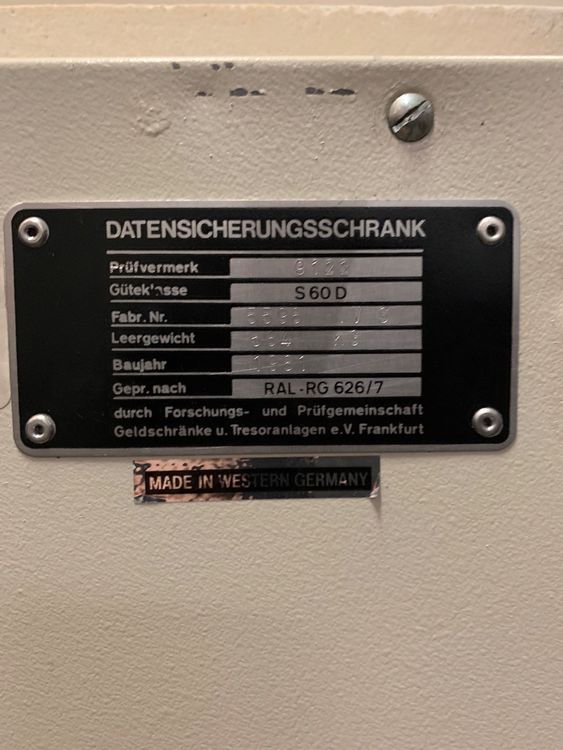 DATENSICHERUNGSSCHRANK
Prüfvermerk
Güteklasse S 60 D
Fabr. Nr.
Leergewicht
Baujahr 1981
Gepr. nach RAL-RG 626/7
durch Forschungs- und Prüfgemeinschaft
Geldschränke u. Tresoranlagen e.V. Frankfurt
MADE IN WESTERN GERMANY